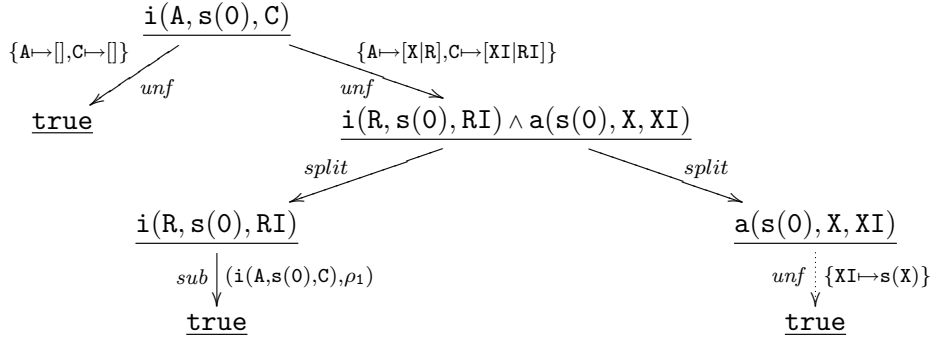 i(A, s(0), C)
{A↦[],C↦[]} {A↦[X|R],C↦[XI|RI]}
unf unf
true i(R, s(0), RI) ∧ a(s(0), X, XI)
split split
i(R, s(0), RI) a(s(0), X, XI)
sub (i(A,s(0),C),ρ₁) unf {XI↦s(X)}
true true